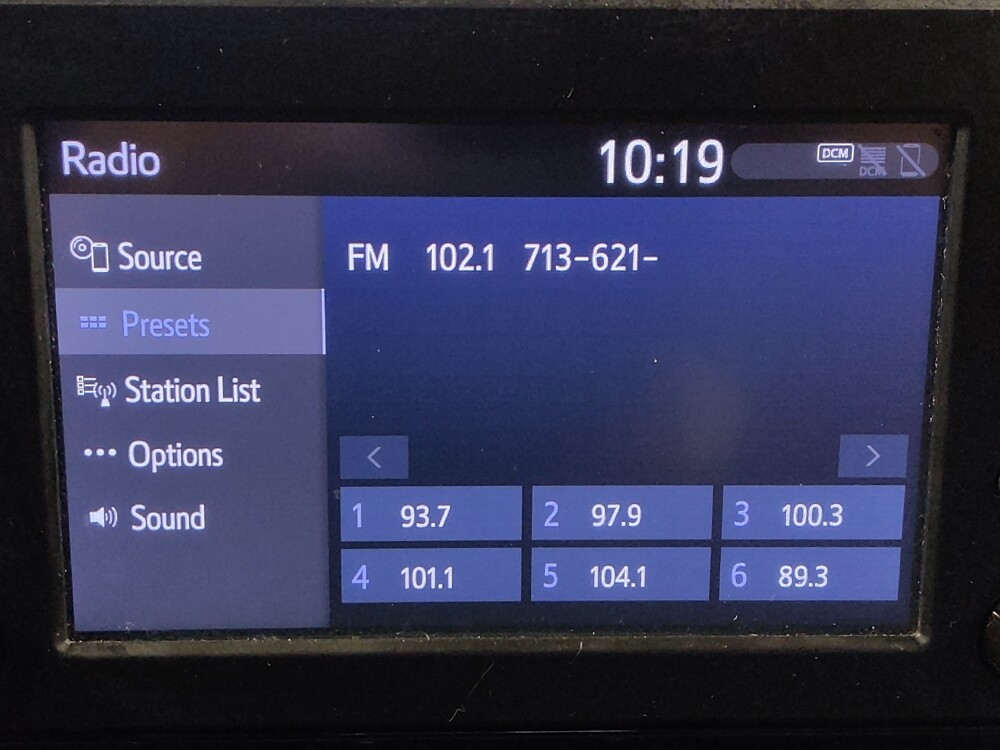 Radio 10:19 DCM DCM
Source
FM 102.1 713-621-
Presets
Station List
Options
Sound
< >
1 93.7 2 97.9 3 100.3
4 101.1 5 104.1 6 89.3